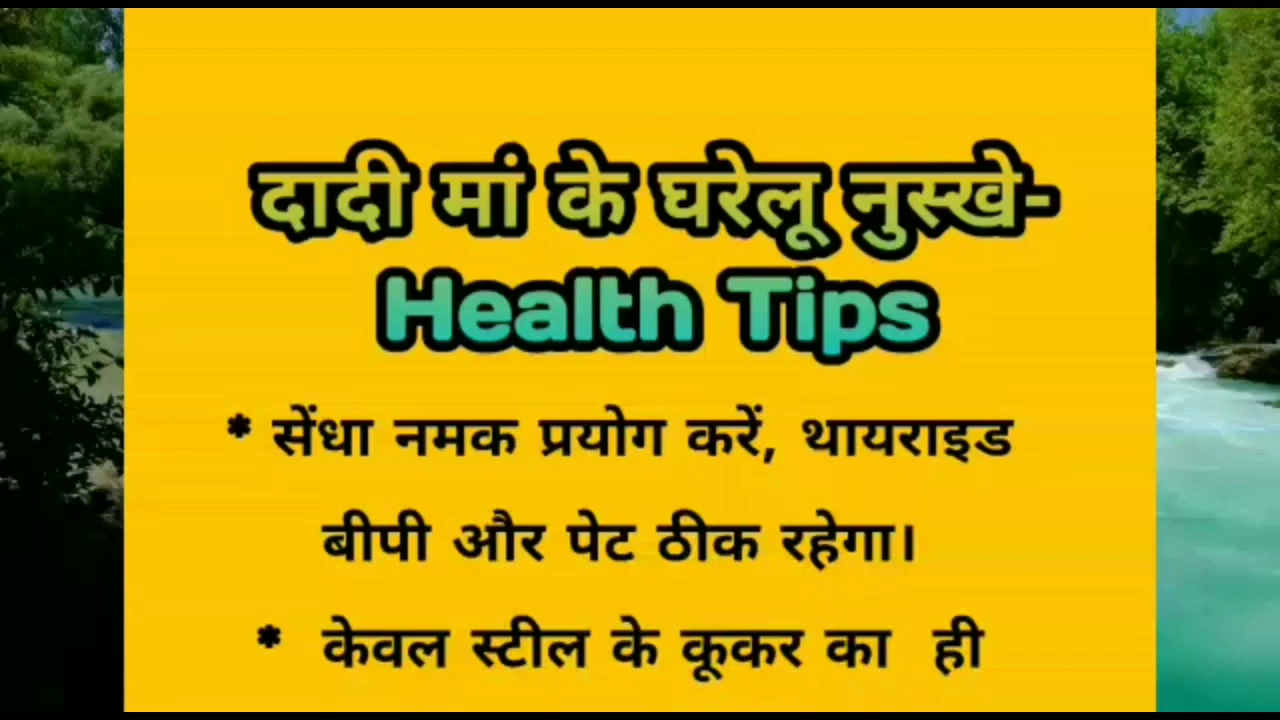 दादी मां के घरेलू नुस्खे-
Health Tips
* सेंधा नमक प्रयोग करें, थायराइड
बीपी और पेट ठीक रहेगा।
* केवल स्टील के कूकर का ही